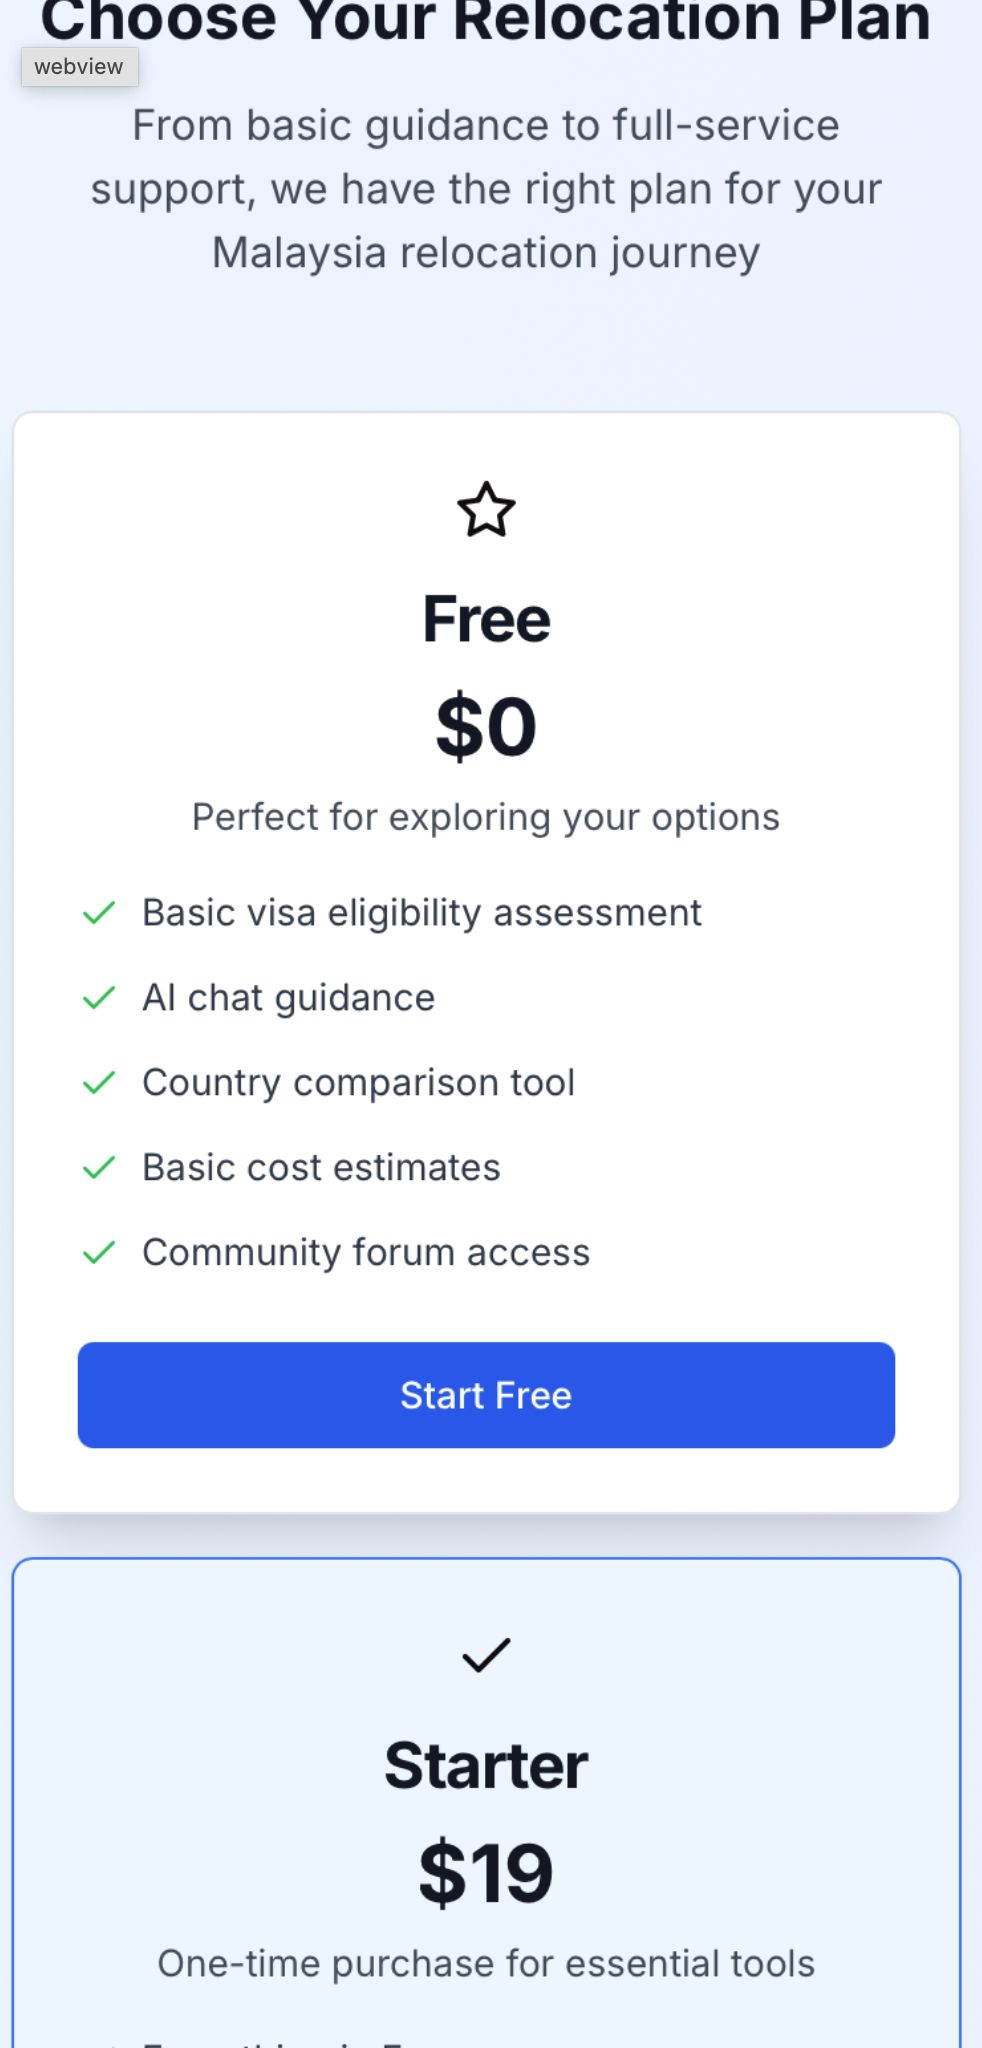 Choose Your Relocation Plan
webview
From basic guidance to full-service
support, we have the right plan for your
Malaysia relocation journey
Free
$0
Perfect for exploring your options
Basic visa eligibility assessment
AI chat guidance
Country comparison tool
Basic cost estimates
Community forum access
Start Free
Starter
$19
One-time purchase for essential tools